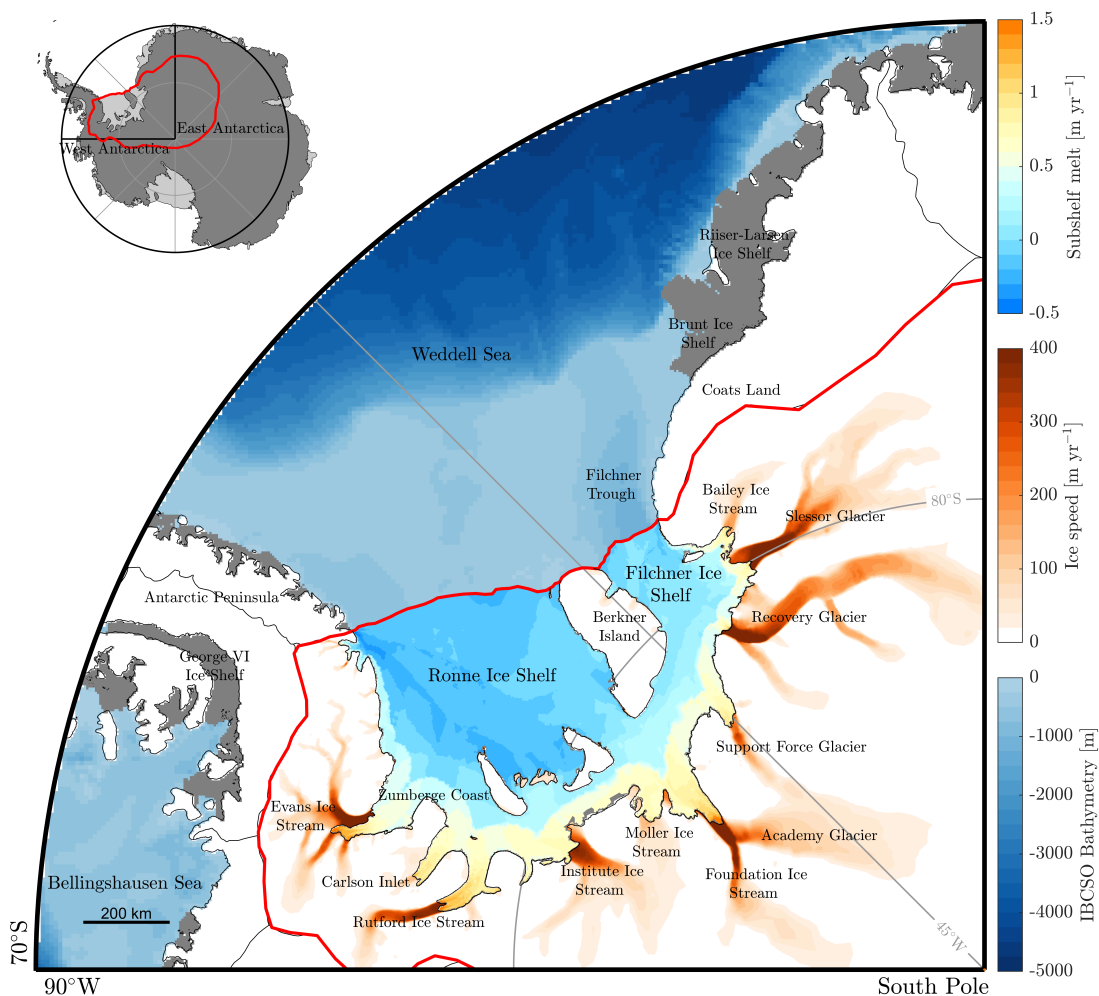 East Antarctica
West Antarctica
Riiser-Larsen
Ice Shelf
Brunt Ice
Shelf
Weddell Sea
Coats Land
Filchner
Trough
Bailey Ice
Stream
Slessor Glacier
80°S
Filchner Ice
Shelf
Antarctic Peninsula
Berkner
Island
Recovery Glacier
George VI
Ice Shelf
Ronne Ice Shelf
Support Force Glacier
Zumberge Coast
Evans Ice
Stream
Moller Ice
Stream
Academy Glacier
Bellingshausen Sea
Carlson Inlet
Institute Ice
Stream
Foundation Ice
Stream
200 km
Rutford Ice Stream
45°W
70°S
90°W
South Pole
1.5
1
0.5
0
-0.5
Subshelf melt [m yr⁻¹]
400
300
200
100
0
Ice speed [m yr⁻¹]
0
-1000
-2000
-3000
-4000
-5000
IBCSO Bathymetry [m]